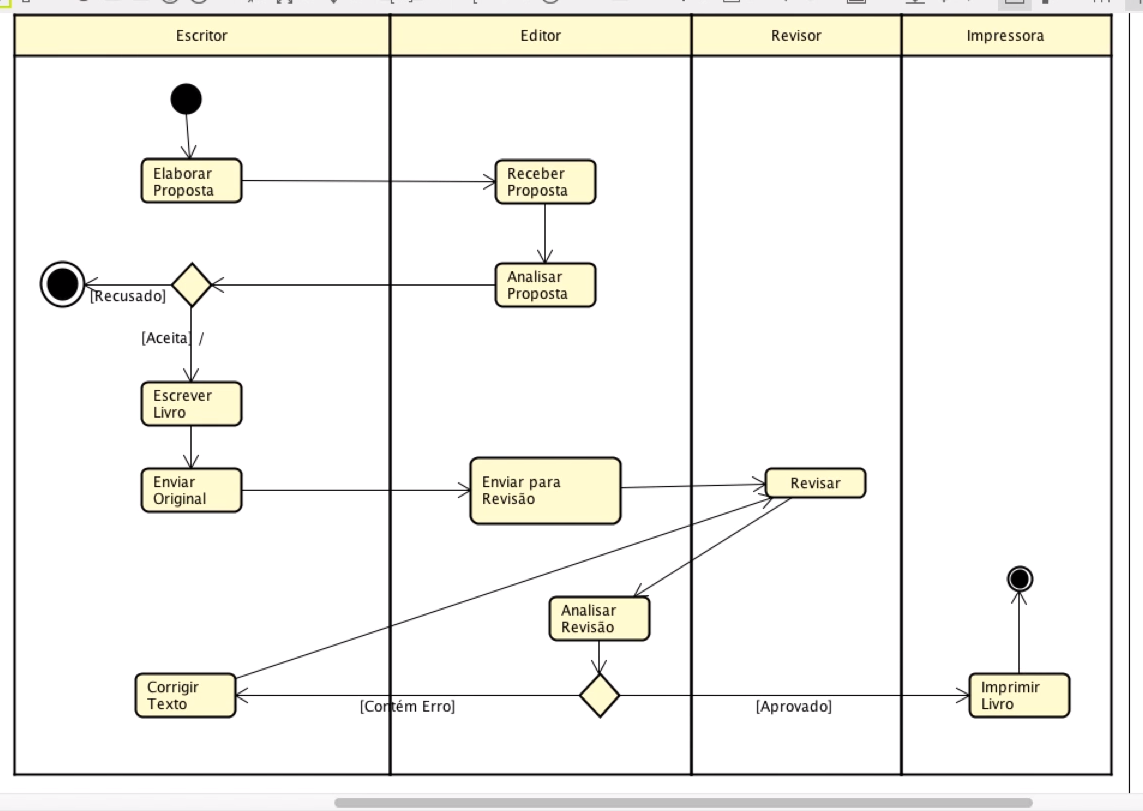 Escritor
Editor
Revisor
Impressora
Elaborar
Proposta
Receber
Proposta
Analisar
Proposta
[Recusado]
[Aceita] /
Escrever
Livro
Enviar
Original
Enviar para
Revisão
Revisar
Analisar
Revisão
Corrigir
Texto
[Contém Erro]
[Aprovado]
Imprimir
Livro